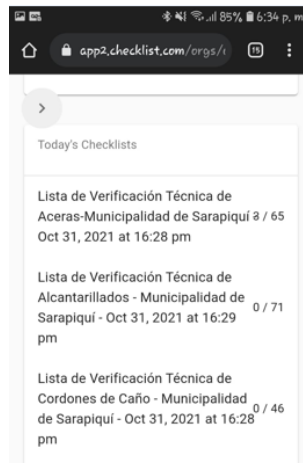 85% 6:34 p. m
app2.checklist.com/orgs/
15
Today's Checklists
Lista de Verificación Técnica de
Aceras-Municipalidad de Sarapiquí 3 / 65
Oct 31, 2021 at 16:28 pm
Lista de Verificación Técnica de
Alcantarillados - Municipalidad de
Sarapiquí - Oct 31, 2021 at 16:29 0 / 71
pm
Lista de Verificación Técnica de
Cordones de Caño - Municipalidad
de Sarapiquí - Oct 31, 2021 at 16:28 0 / 46
pm